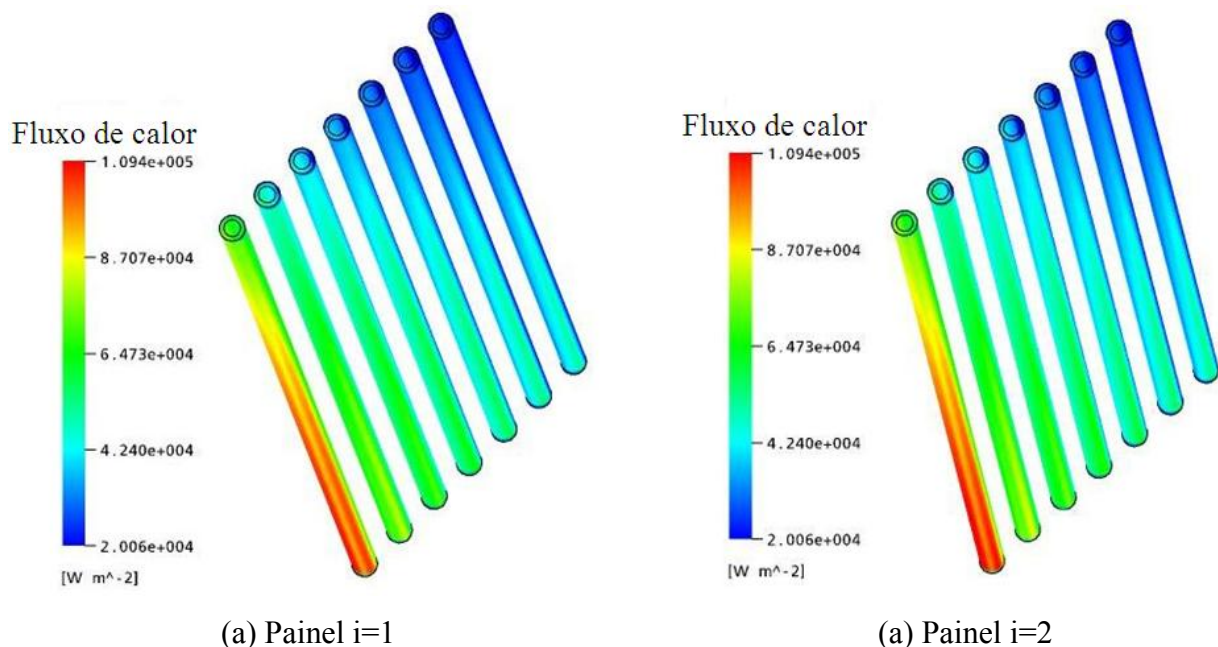 Fluxo de calor
1.094e+005
8.707e+004
6.473e+004
4.240e+004
2.006e+004
[W m^-2]
(a) Painel i=1
Fluxo de calor
1.094e+005
8.707e+004
6.473e+004
4.240e+004
2.006e+004
[W m^-2]
(a) Painel i=2